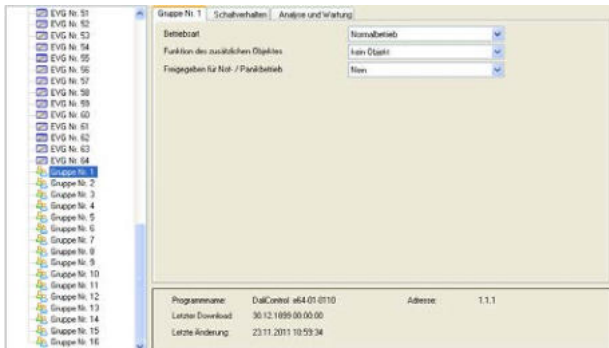 EVG Nr. 51
EVG Nr. 52
EVG Nr. 53
EVG Nr. 54
EVG Nr. 55
EVG Nr. 56
EVG Nr. 57
EVG Nr. 58
EVG Nr. 59
EVG Nr. 60
EVG Nr. 61
EVG Nr. 62
EVG Nr. 63
EVG Nr. 64
Gruppe Nr. 1
Gruppe Nr. 2
Gruppe Nr. 3
Gruppe Nr. 4
Gruppe Nr. 5
Gruppe Nr. 6
Gruppe Nr. 7
Gruppe Nr. 8
Gruppe Nr. 9
Gruppe Nr. 10
Gruppe Nr. 11
Gruppe Nr. 12
Gruppe Nr. 13
Gruppe Nr. 14
Gruppe Nr. 15
Gruppe Nr. 16
Gruppe Nr. 1 Schaltverhalten Analyse und Wartung
Betriebsart Normalbetrieb
Funktion des zusätzlichen Objektes kein Objekt
Freigegeben für Not- / Panikbetrieb Nein
Programmname: DaliControl e64-01-0110 Adresse: 1.1.1
Letzter Download: 30.12.1899 00:00:00
Letzte Änderung: 23.11.2011 10:59:34